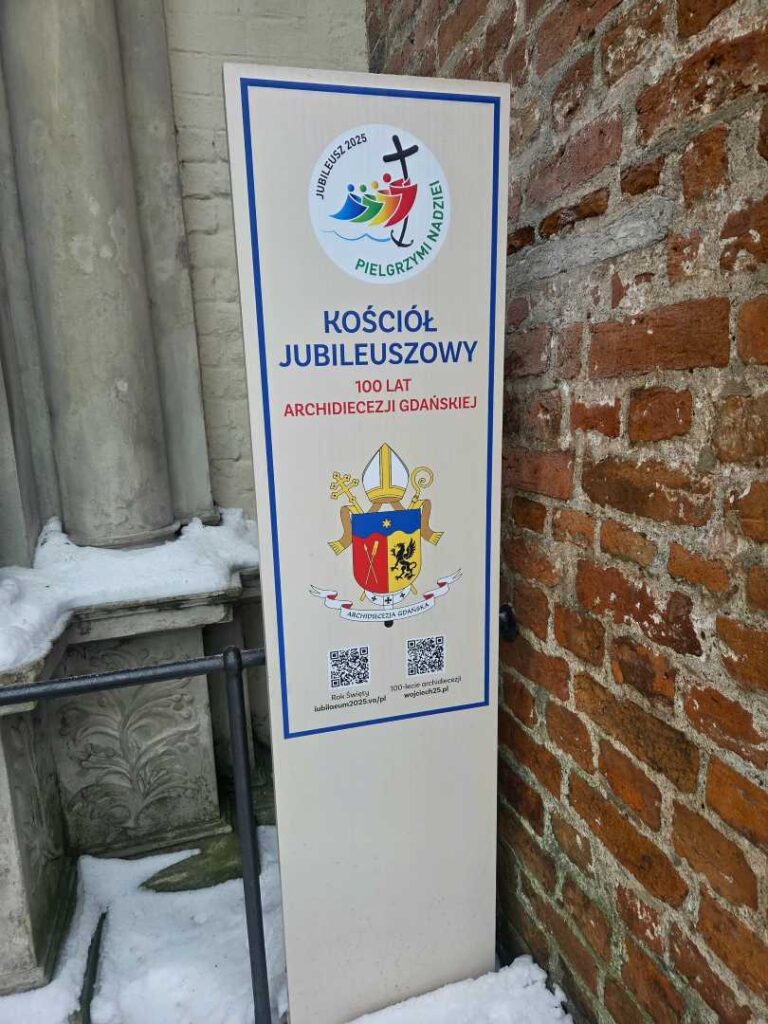 JUBILEUSZ 2025
PIELGRZYMI NADZIEI
KOŚCIÓŁ
JUBILEUSZOWY
100 LAT
ARCHIDIECEZJI GDAŃSKIEJ
ARCHIDIECEZJA GDAŃSKA
Rok Święty
iubilaeum2025.va/pl
100-lecie archidiecezji
wojciech25.pl